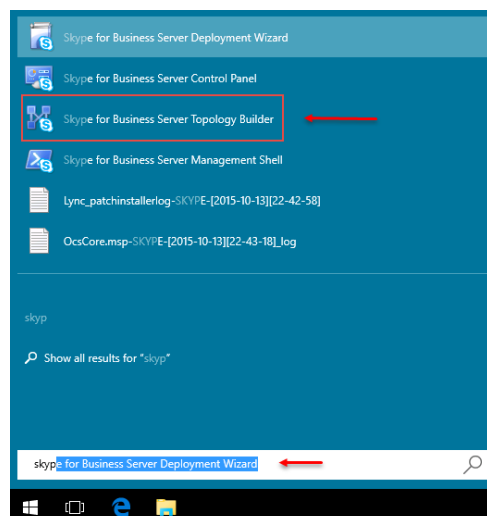 Skype for Business Server Deployment Wizard
Skype for Business Server Control Panel
Skype for Business Server Topology Builder
Skype for Business Server Management Shell
Lync_patchinstallerlog-SKYPE-[2015-10-13][22-42-58]
OcsCore.msp-SKYPE-[2015-10-13][22-43-18]_log
skyp
Show all results for "skyp"
skype for Business Server Deployment Wizard